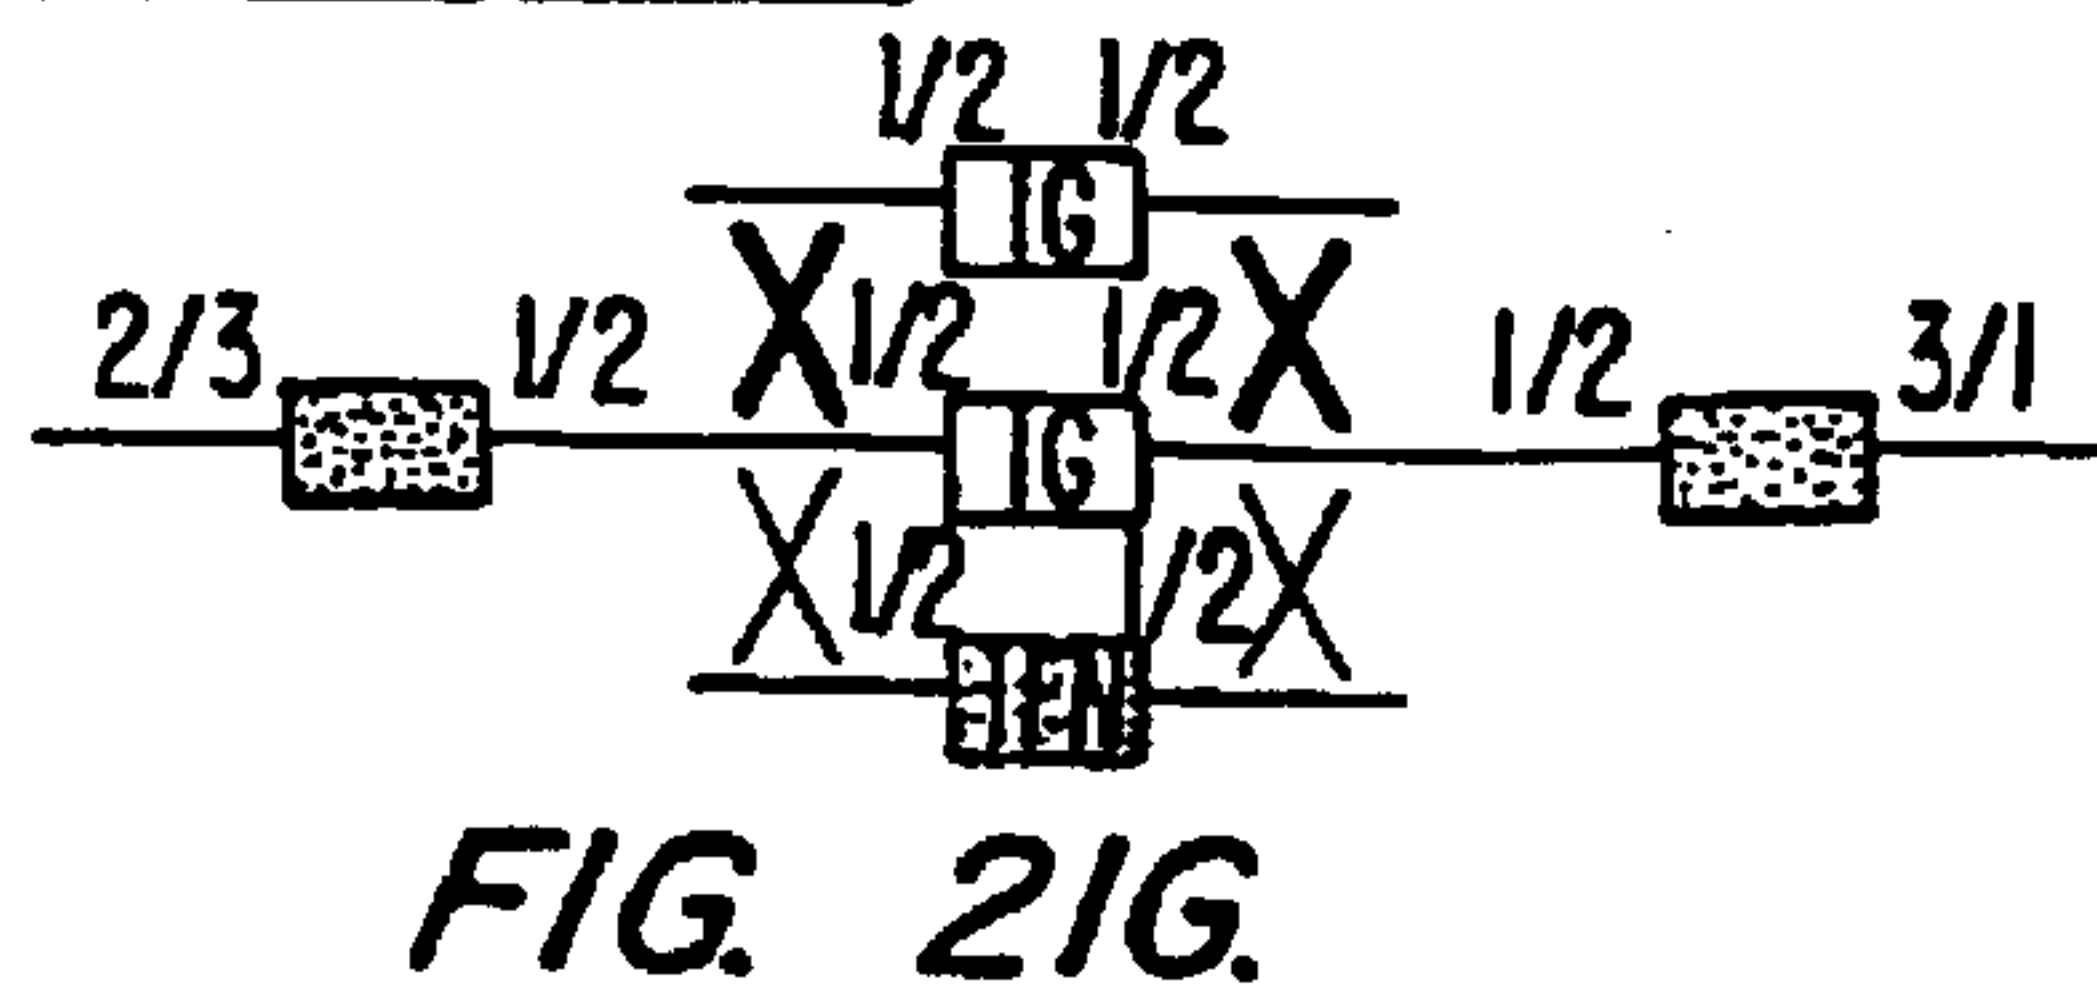 1/2 1/2
1G
2/3 1/2 X 1/2 1/2 X 1/2 3/1
1G
X 1/2 1/2 X
FIG. 21G.